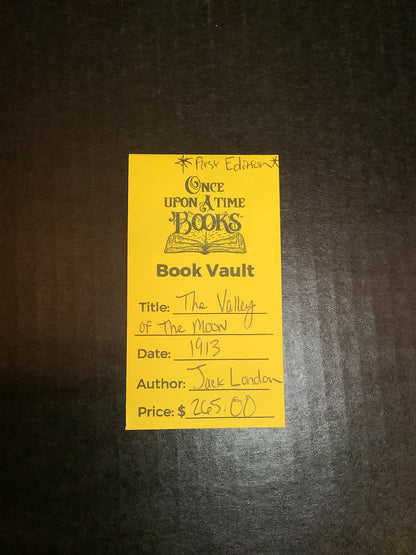 *First Edition*
ONCE
UPON A TIME
BOOKS
Book Vault
Title: The Valley
of The Moon
Date: 1913
Author: Jack London
Price: $ 265.00